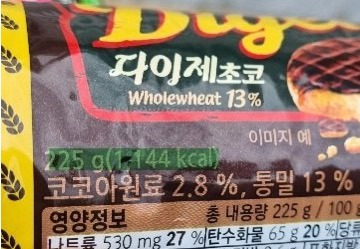 다이제초코
Wholewheat 13%
이미지 예
225 g(1,144 kcal)
코코아원료 2.8 %, 통밀 13 %
영양정보 총 내용량 225 g / 100 g
나트륨 530 mg 27 % 탄수화물 65 g 20 % 당류